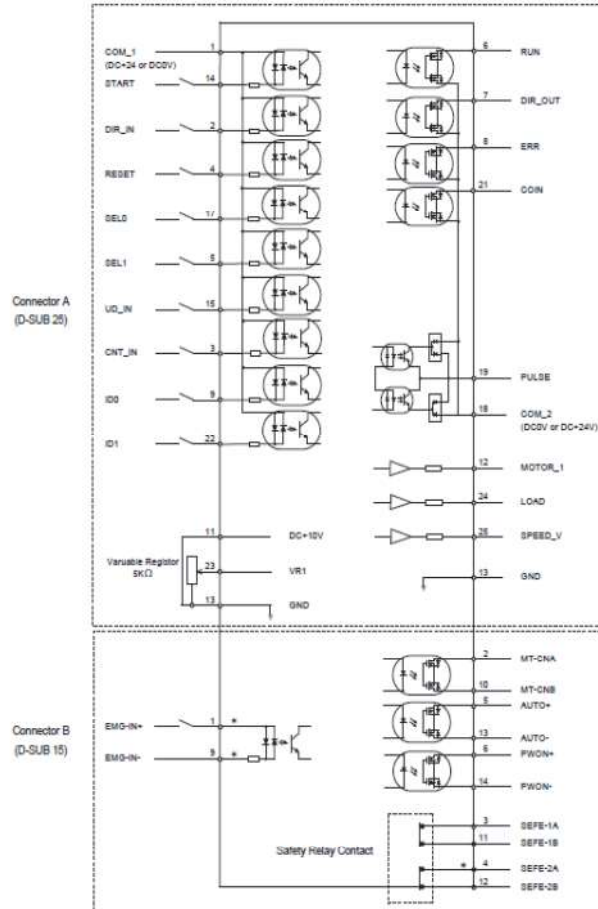 COM_1
(DC+24 or DC0V)
1
START
14
DIR_IN
2
RESET
4
SEL0
17
SEL1
5
UD_IN
15
CNT_IN
3
ID0
9
ID1
22
6
RUN
7
DIR_OUT
8
ERR
21
COIN
19
PULSE
18
COM_2
(DC0V or DC+24V)
12
MOTOR_1
24
LOAD
25
SPEED_V
13
GND
Connector A
(D-SUB 25)
11
DC+10V
Varuable Registor
5KΩ
23
VR1
13
GND
Connector B
(D-SUB 15)
EMG-IN+
1
*
EMG-IN-
9
*
2
MT-CNA
10
MT-CNB
5
AUTO+
13
AUTO-
6
PWON+
14
PWON-
Safety Relay Contact
3
SEFE-1A
11
SEFE-1B
*
4
SEFE-2A
12
SEFE-2B